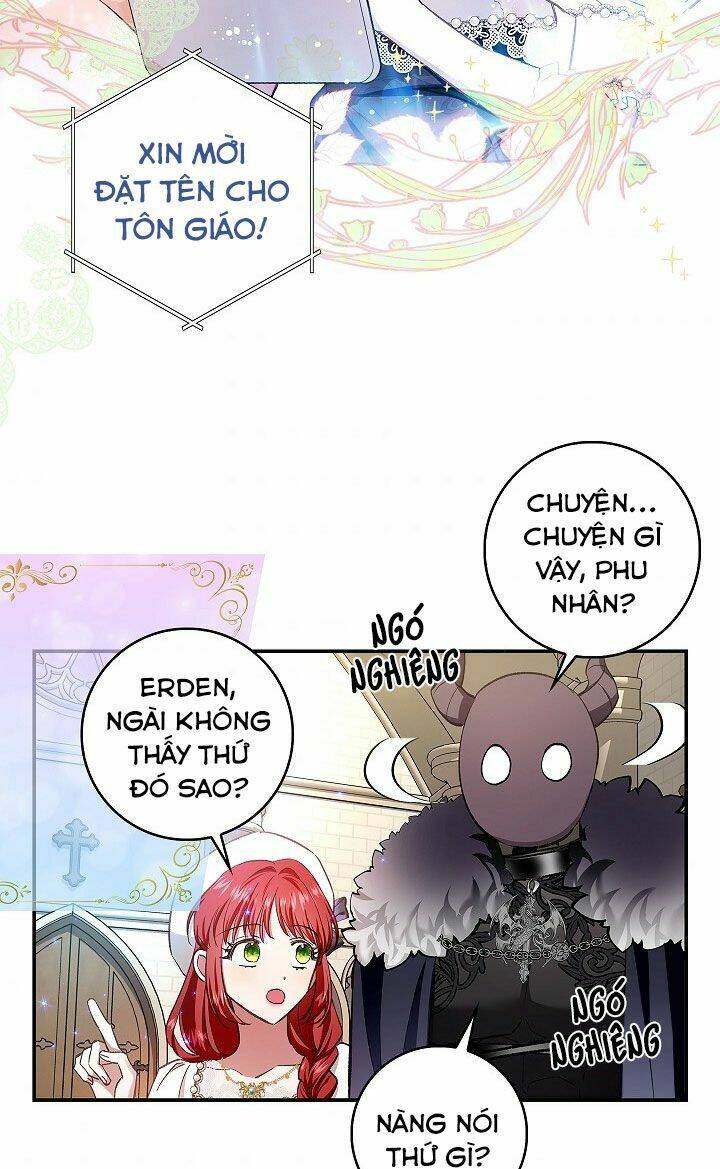 XIN MỜI
ĐẶT TÊN CHO
TÔN GIÁO!
CHUYỆN...
CHUYỆN GÌ
VẬY, PHU
NHÂN?
NGÓ
NGHIÊNG
ERDEN,
NGÀI KHÔNG
THẤY THỨ
ĐÓ SAO?
NGÓ
NGHIÊNG
NÀNG NÓI
THỨ GÌ?